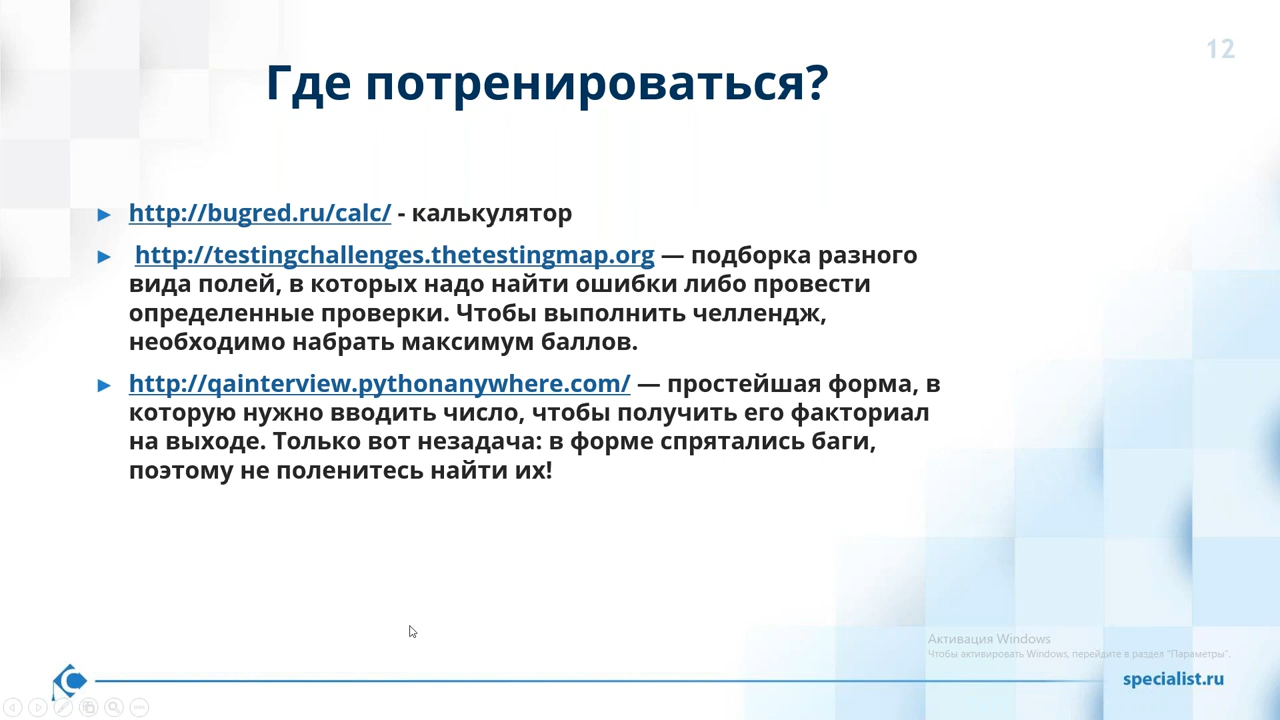 12
Где потренироваться?
http://bugred.ru/calc/ - калькулятор
http://testingchallenges.thetestingmap.org — подборка разного
вида полей, в которых надо найти ошибки либо провести
определенные проверки. Чтобы выполнить челлендж,
необходимо набрать максимум баллов.
http://qainterview.pythonanywhere.com/ — простейшая форма, в
которую нужно вводить число, чтобы получить его факториал
на выходе. Только вот незадача: в форме спрятались баги,
поэтому не поленитесь найти их!
Активация Windows
Чтобы активировать Windows, перейдите в раздел "Параметры".
specialist.ru